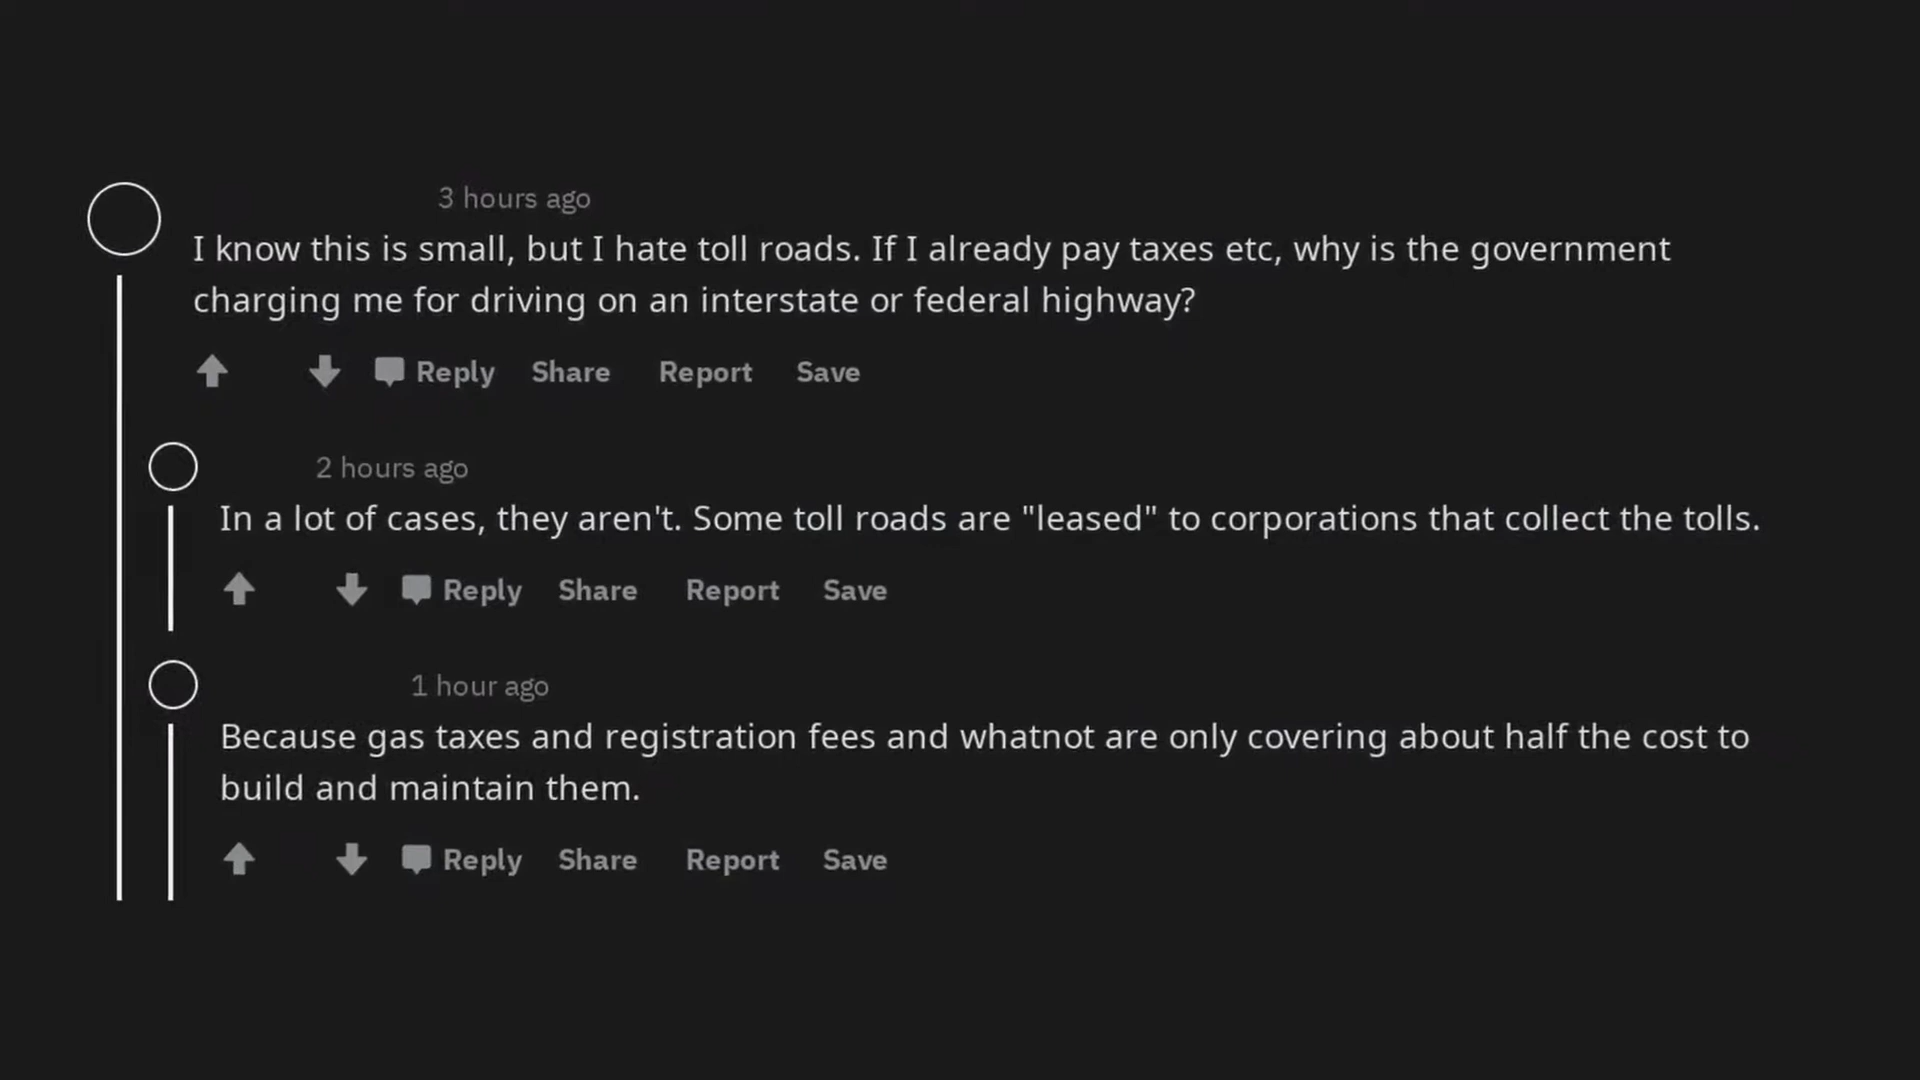 3 hours ago
I know this is small, but I hate toll roads. If I already pay taxes etc, why is the government
charging me for driving on an interstate or federal highway?
Reply Share Report Save
2 hours ago
In a lot of cases, they aren't. Some toll roads are "leased" to corporations that collect the tolls.
Reply Share Report Save
1 hour ago
Because gas taxes and registration fees and whatnot are only covering about half the cost to
build and maintain them.
Reply Share Report Save